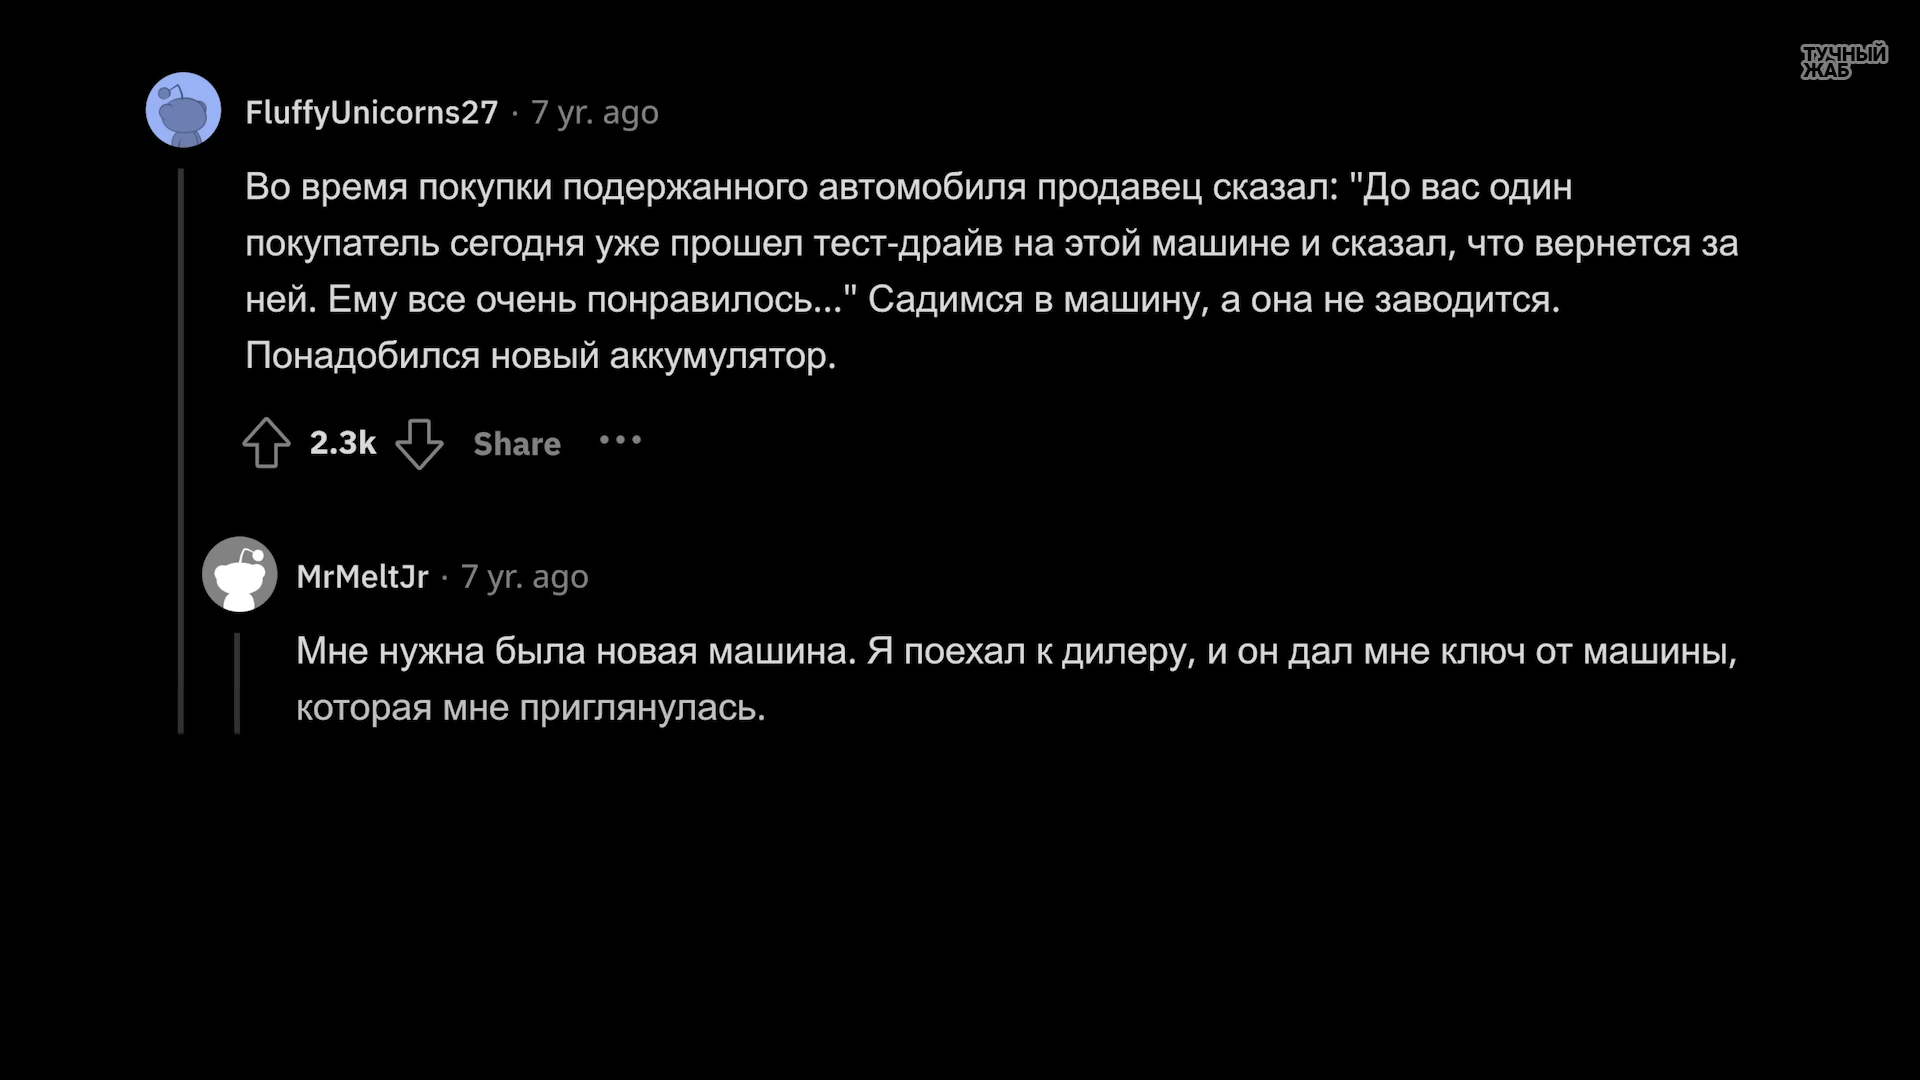 ТУЧНЫЙ
ЖАБ
FluffyUnicorns27 · 7 yr. ago
Во время покупки подержанного автомобиля продавец сказал: "До вас один
покупатель сегодня уже прошел тест-драйв на этой машине и сказал, что вернется за
ней. Ему все очень понравилось..." Садимся в машину, а она не заводится.
Понадобился новый аккумулятор.
2.3k Share •••
MrMeltJr · 7 yr. ago
Мне нужна была новая машина. Я поехал к дилеру, и он дал мне ключ от машины,
которая мне приглянулась.